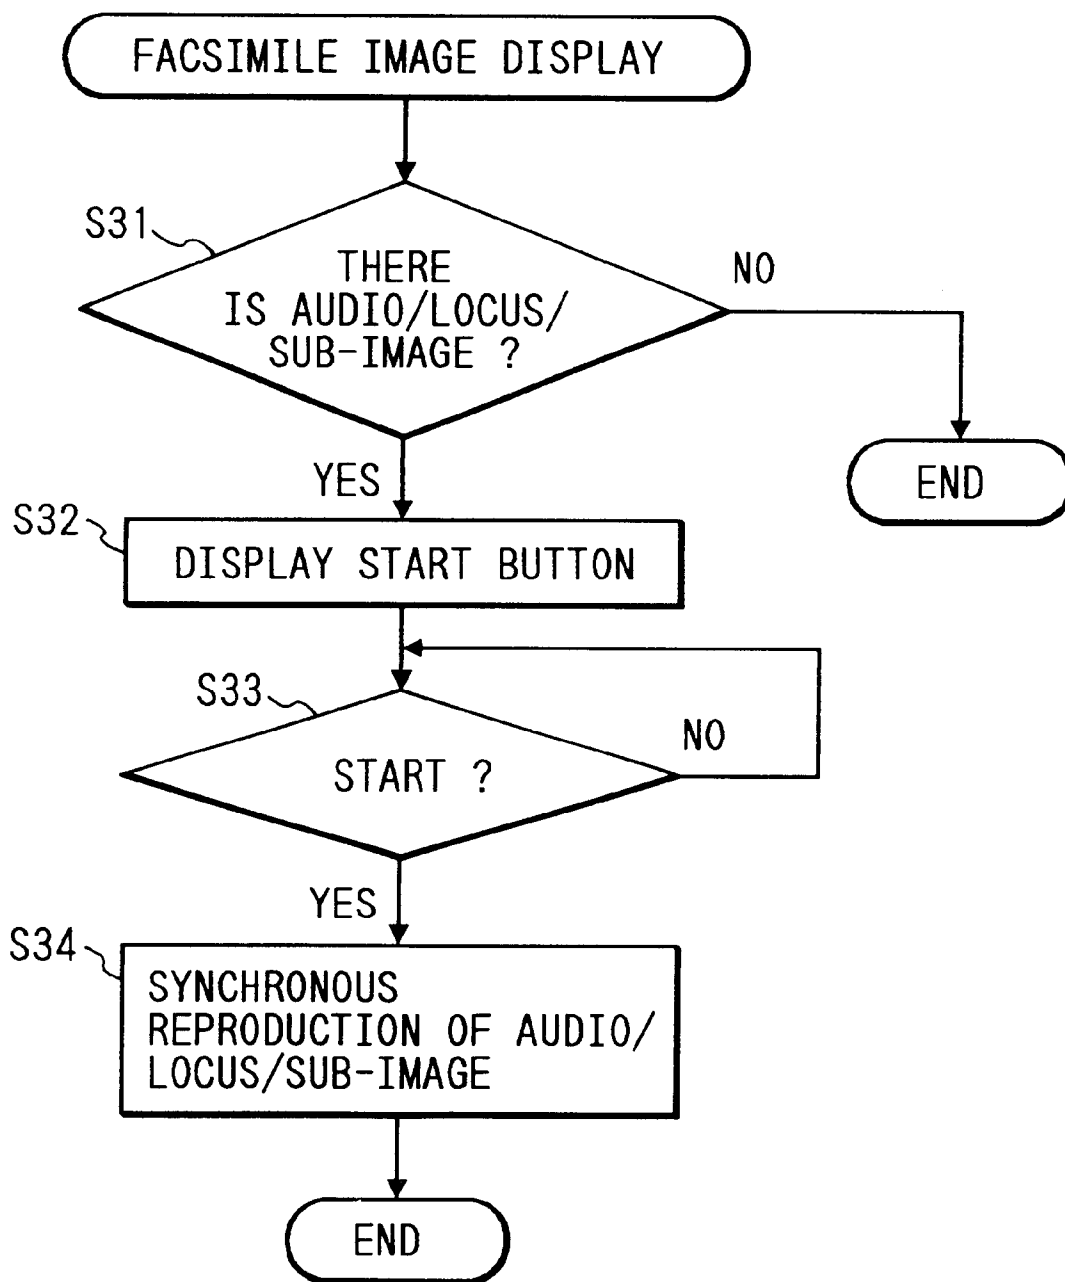 FACSIMILE IMAGE DISPLAY
S31
THERE
IS AUDIO/LOCUS/
SUB-IMAGE ?
NO
END
YES
S32
DISPLAY START BUTTON
S33
START ?
NO
YES
S34
SYNCHRONOUS
REPRODUCTION OF AUDIO/
LOCUS/SUB-IMAGE
END